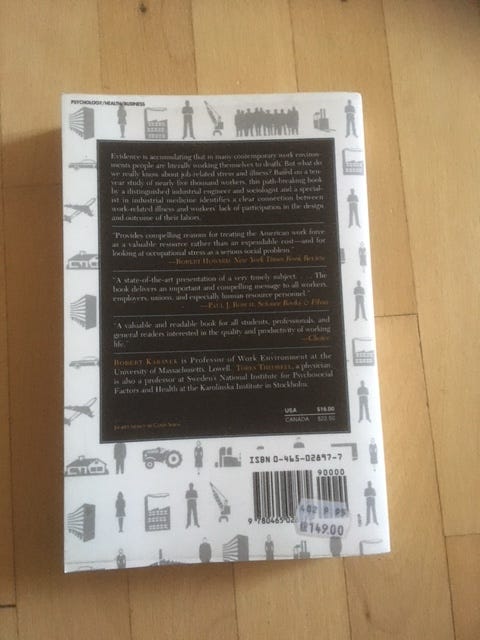 PSYCHOLOGY/HEALTH/BUSINESS
Evidence is accumulating that in many contemporary work environ-
ments people are literally working themselves to death. But what do
we really know about job-related stress and illness? Based on a ten-
year study of nearly five thousand workers, this path-breaking book
by a distinguished industrial engineer and sociologist and a special-
ist in industrial medicine identifies a clear connection between
work-related illness and workers' lack of participation in the design
and outcome of their labors.
"Provides compelling reasons for treating the American work force
as a valuable resource rather than an expendable cost—and for
looking at occupational stress as a serious social problem."
—ROBERT HOWARD New York Times Book Review
"A state-of-the-art presentation of a very timely subject. . . . The
book delivers an important and compelling message to all workers,
employers, unions, and especially human resource personnel."
—PAUL J. Science Books & Films
"A valuable and readable book for all students, professionals, and
general readers interested in the quality and productivity of working
life."
—Choice
ROBERT KARASEK is Professor of Work Environment at the
University of Massachusetts, Lowell. TÖRES THEORELL, a physician,
is also a professor at Sweden's National Institute for Psychosocial
Factors and Health at the Karolinska Institute in Stockholm.
USA $16.00
CANADA $22.50
ISBN 0-465-02897-7
90000
9 780465 02
149.00